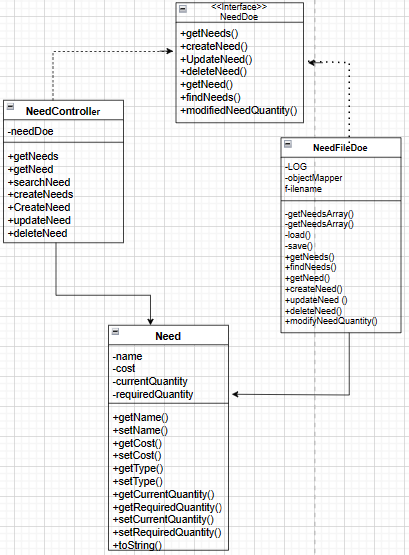 <<Interface>>
NeedDoe
+getNeeds()
+createNeed()
+UpdateNeed()
+deleteNeed()
+getNeed()
+findNeeds()
+modifiedNeedQuantity()
NeedController
-needDoe
+getNeeds
+getNeed
+searchNeed
+createNeeds
+CreateNeed
+updateNeed
+deleteNeed
NeedFileDoe
-LOG
-objectMapper
f-ilename
-getNeedsArray()
-getNeedsArray()
-load()
-save()
+getNeeds()
+findNeeds()
+getNeed()
+createNeed()
+updateNeed ()
+deleteNeed()
+modifyNeedQuantity()
Need
-name
-cost
-currentQuantity
-requiredQuantity
+getName()
+setName()
+getCost()
+setCost()
+getType()
+setType()
+getCurrentQuantity()
+getRequiredQuantity()
+setCurrentQuantity()
+setRequiredQuantity()
+toString()